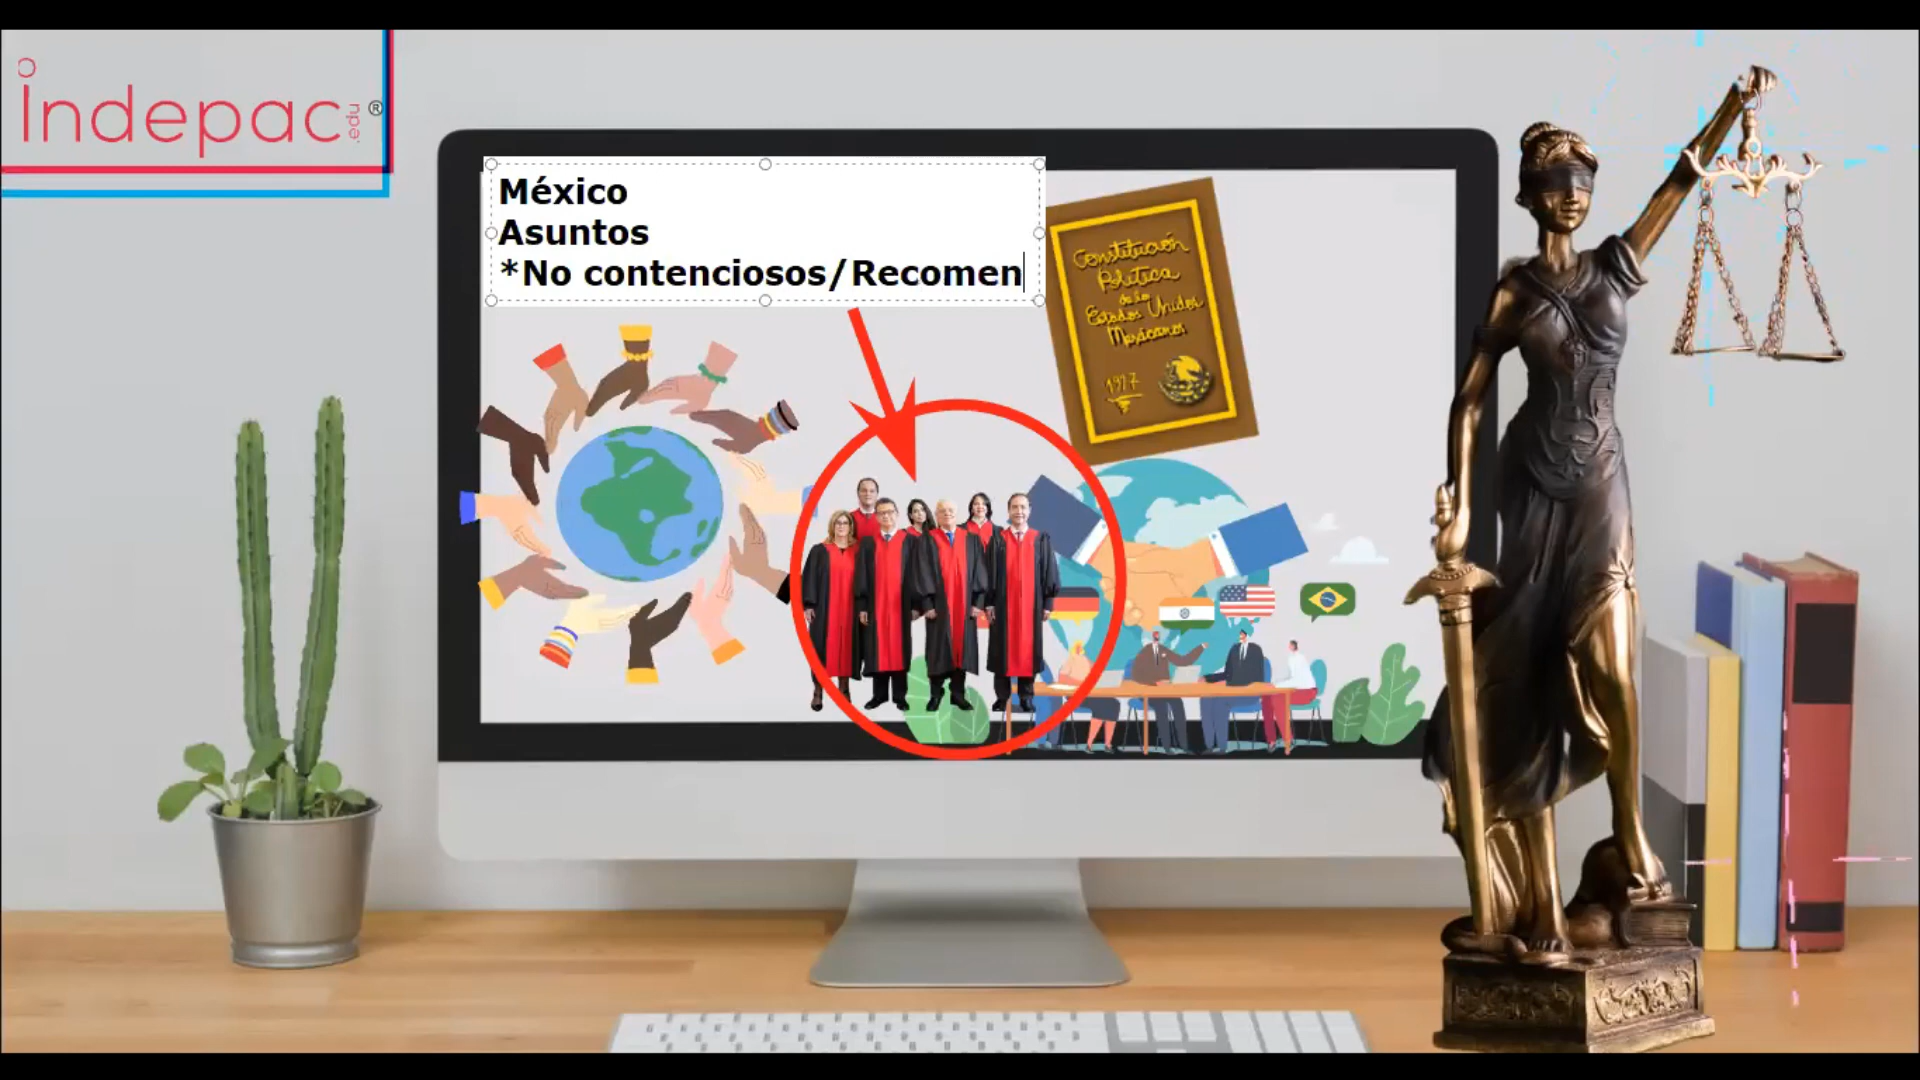 indepac
.edu
®
México
Asuntos
*No contenciosos/Recomen
Constitución
Política
de los
Estados Unidos
Mexicanos
1917